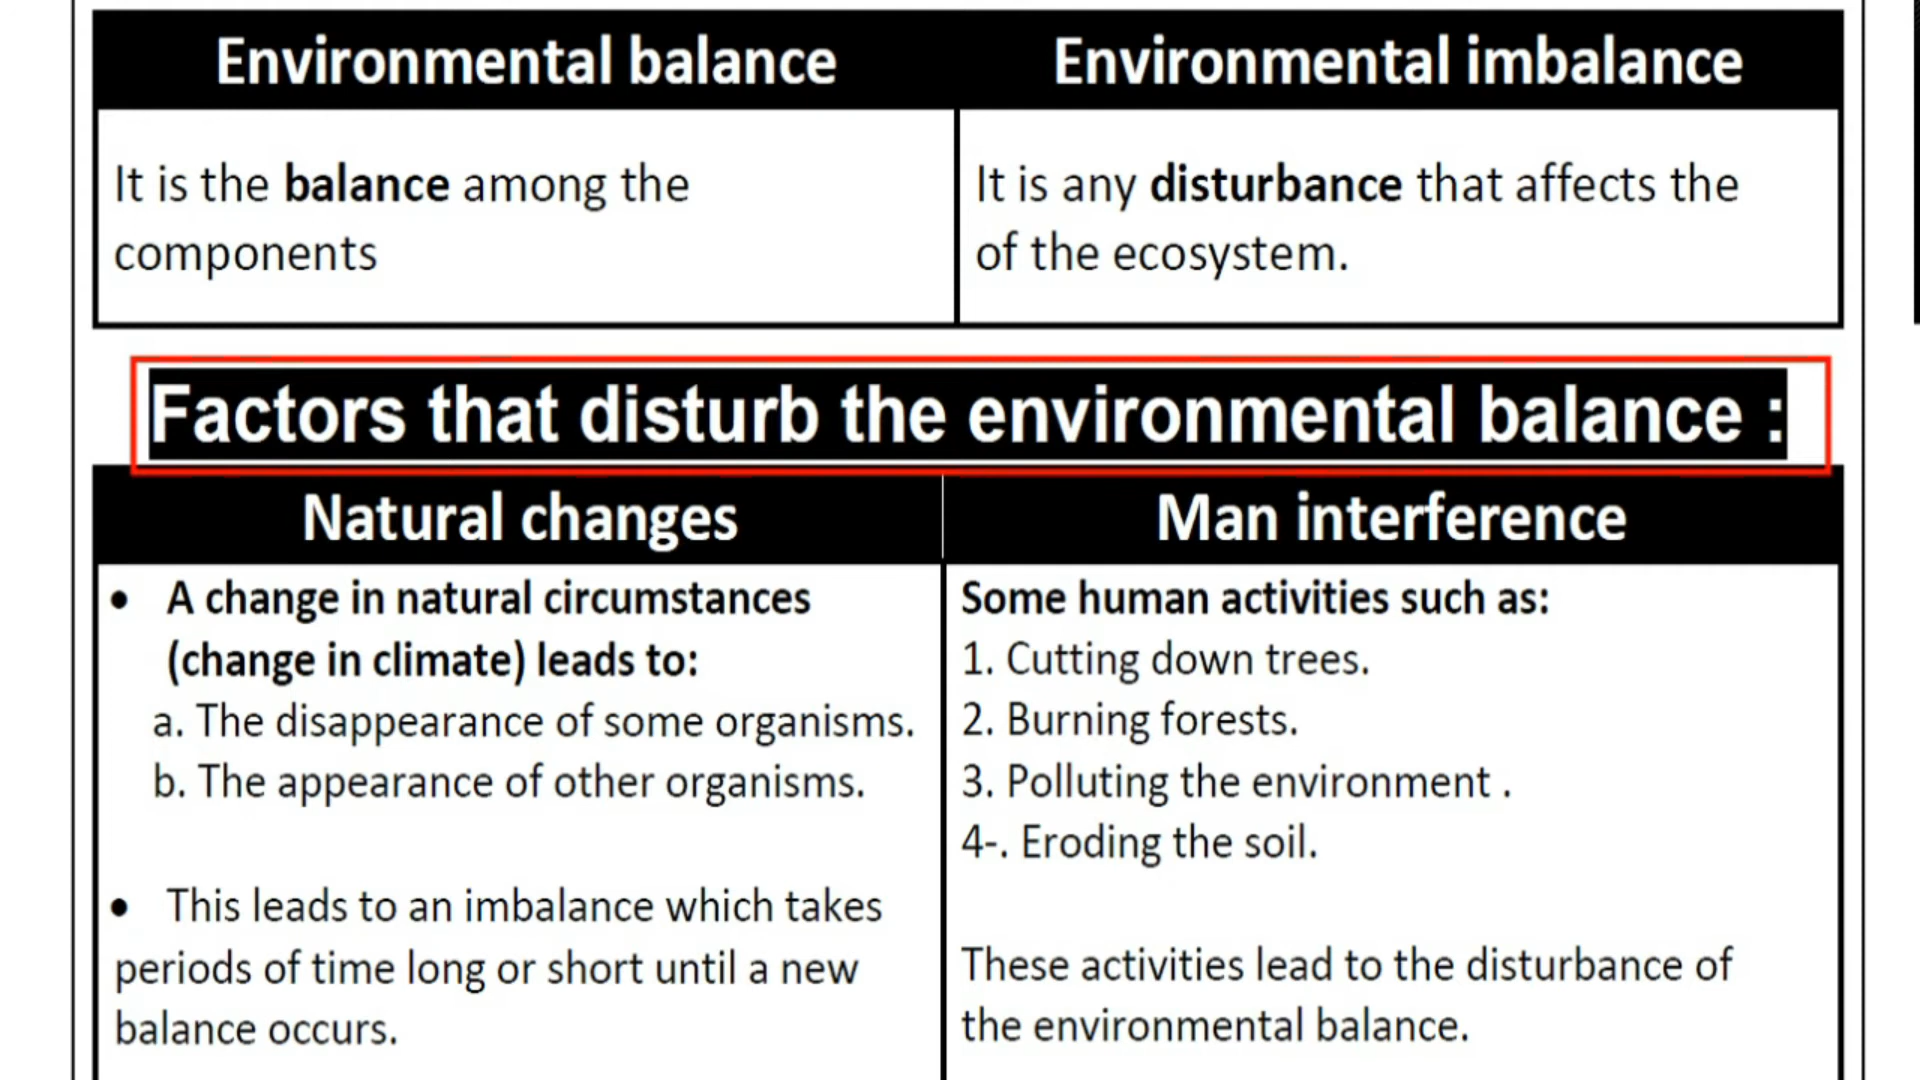 Environmental balance
Environmental imbalance
It is the balance among the
components
It is any disturbance that affects the
of the ecosystem.
Factors that disturb the environmental balance :
Natural changes
Man interference
• A change in natural circumstances
(change in climate) leads to:
a. The disappearance of some organisms.
b. The appearance of other organisms.
• This leads to an imbalance which takes
periods of time long or short until a new
balance occurs.
Some human activities such as:
1. Cutting down trees.
2. Burning forests.
3. Polluting the environment .
4-. Eroding the soil.
These activities lead to the disturbance of
the environmental balance.